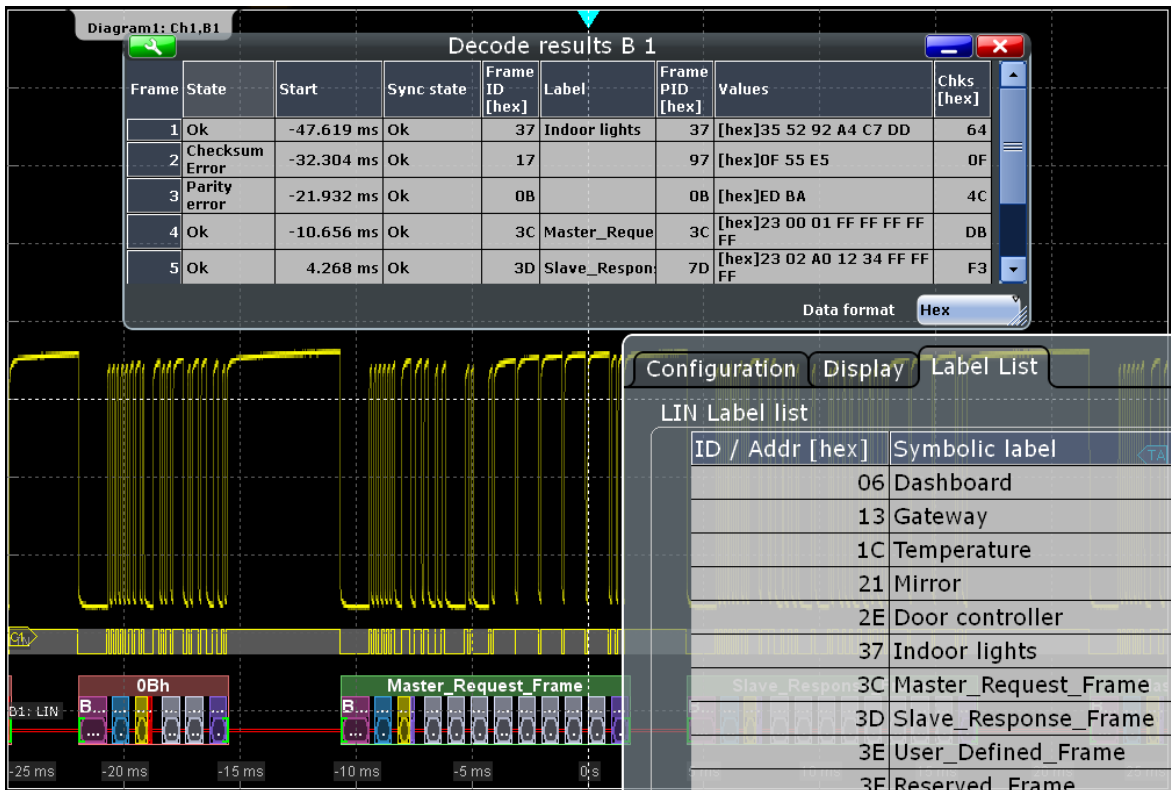 Diagram1: Ch1,B1
Decode results B 1
Frame State Start Sync state Frame ID [hex] Label Frame PID [hex] Values Chks [hex]
1 Ok -47.619 ms Ok 37 Indoor lights 37 [hex]35 52 92 A4 C7 DD 64
2 Checksum Error -32.304 ms Ok 17 97 [hex]0F 55 E5 0F
3 Parity error -21.932 ms Ok 0B 0B [hex]ED BA 4C
4 Ok -10.656 ms Ok 3C Master_Reque 3C [hex]23 00 01 FF FF FF FF FF DB
5 Ok 4.268 ms Ok 3D Slave_Respon 7D [hex]23 02 A0 12 34 FF FF FF F3
Data format Hex
Configuration Display Label List
LIN Label list
ID / Addr [hex] Symbolic label
TA
06 Dashboard
13 Gateway
1C Temperature
21 Mirror
2E Door controller
37 Indoor lights
3C Master_Request_Frame
3D Slave_Response_Frame
3E User_Defined_Frame
3F Reserved Frame
C1
0Bh Master_Request_Frame
B1: LIN B... B...
-25 ms -20 ms -15 ms -10 ms -5 ms 0 s